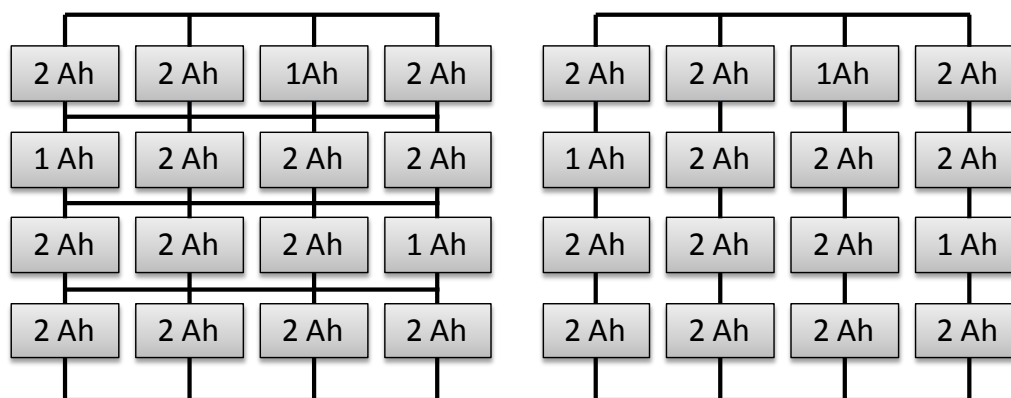 2 Ah 2 Ah 1Ah 2 Ah 2 Ah 2 Ah 1Ah 2 Ah
1 Ah 2 Ah 2 Ah 2 Ah 1 Ah 2 Ah 2 Ah 2 Ah
2 Ah 2 Ah 2 Ah 1 Ah 2 Ah 2 Ah 2 Ah 1 Ah
2 Ah 2 Ah 2 Ah 2 Ah 2 Ah 2 Ah 2 Ah 2 Ah